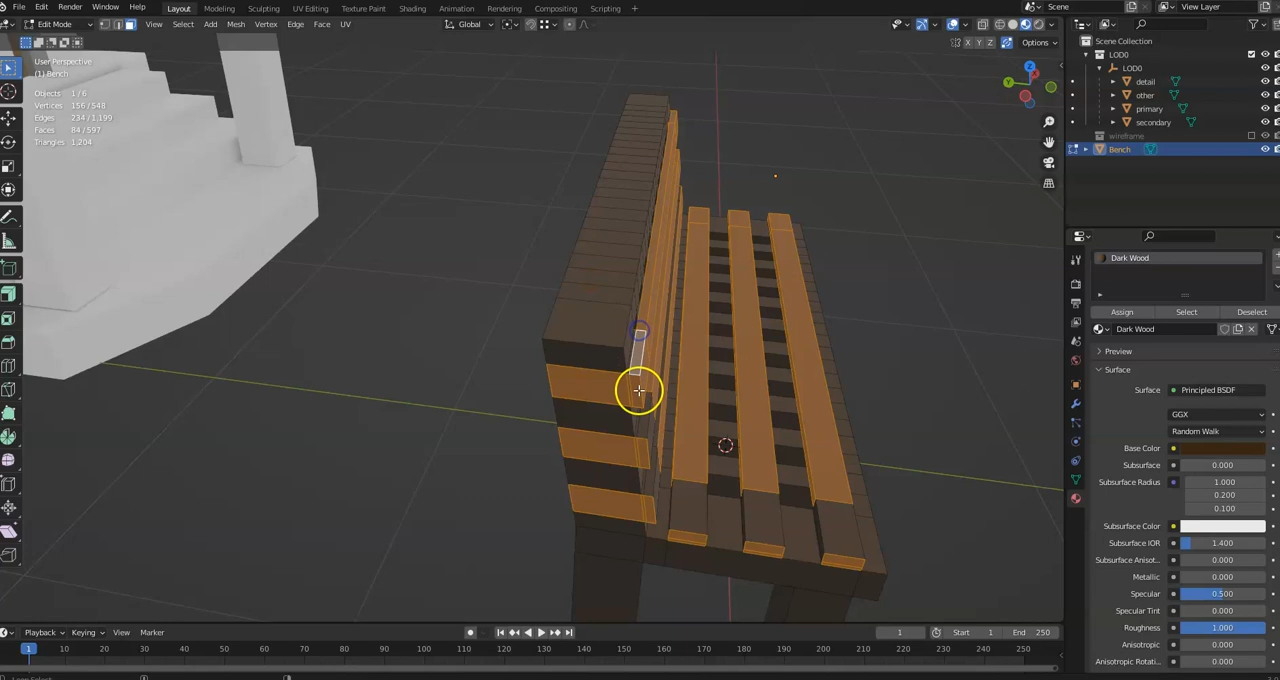 File Edit Render Window Help Layout Modeling Sculpting UV Editing Texture Paint Shading Animation Rendering Compositing Scripting + Scene View Layer
Edit Mode View Select Add Mesh Vertex Edge Face UV Global
X Y Z Options
User Perspective
(1) Bench
Objects 1 / 6
Vertices 156 / 548
Edges 234 / 1,199
Faces 84 / 597
Triangles 1,204
Z
Y
Scene Collection
LOD0
LOD0
detail
other
primary
secondary
wireframe
Bench
Dark Wood
Assign Select Deselect
Dark Wood
Preview
Surface
Surface Principled BSDF
GGX
Random Walk
Base Color
Subsurface 0.000
Subsurface Radius 1.000
0.200
0.100
Subsurface Color
Subsurface IOR 1.400
Subsurface Anisot... 0.000
Metallic 0.000
Specular 0.500
Specular Tint 0.000
Roughness 1.000
Anisotropic 0.000
Anisotropic Rotati... 0.000
Playback Keying View Marker 1 Start 1 End 250
1 10 20 30 40 50 60 70 80 90 100 110 120 130 140 150 160 170 180 190 200 210 220 230 240 250